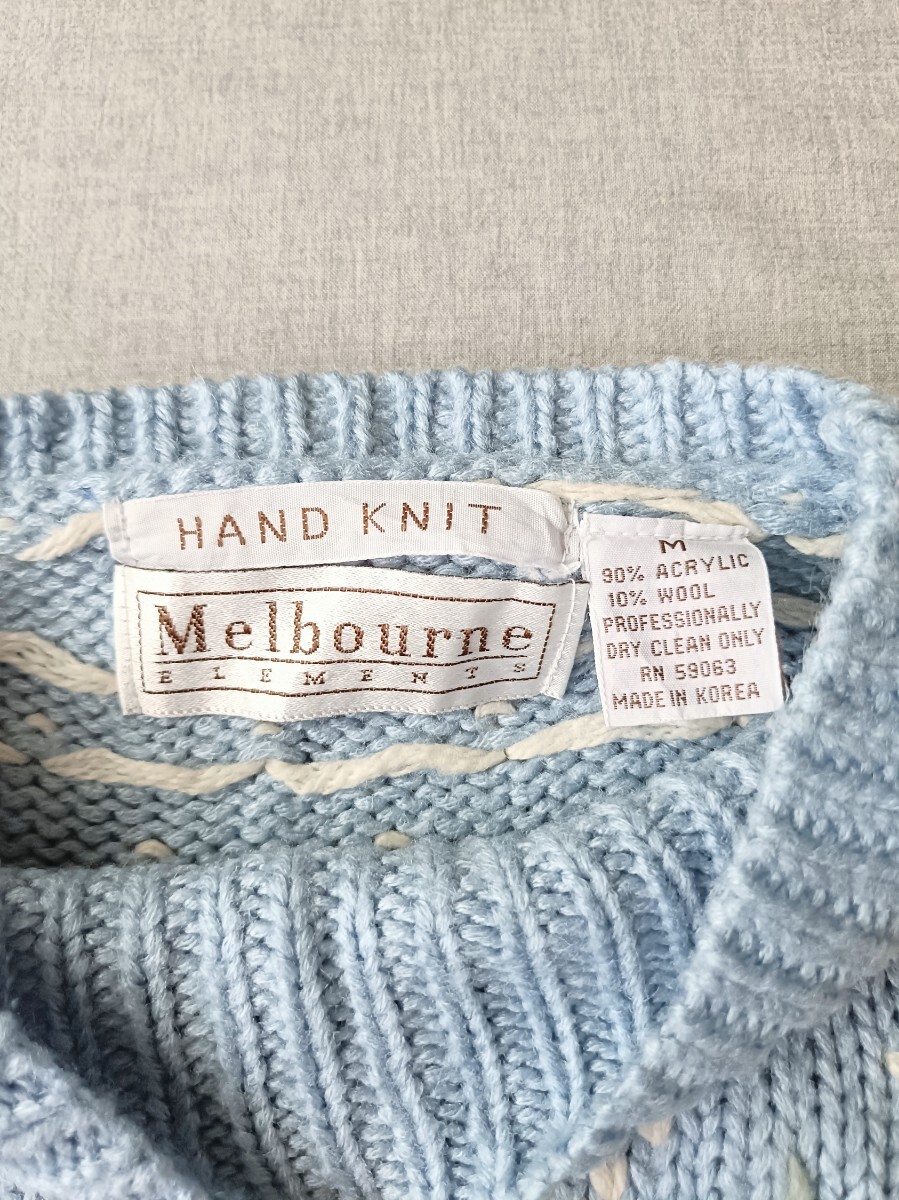 HAND KNIT
Melbourne
ELEMENTS
M
90% ACRYLIC
10% WOOL
PROFESSIONALLY
DRY CLEAN ONLY
RN 59063
MADE IN KOREA